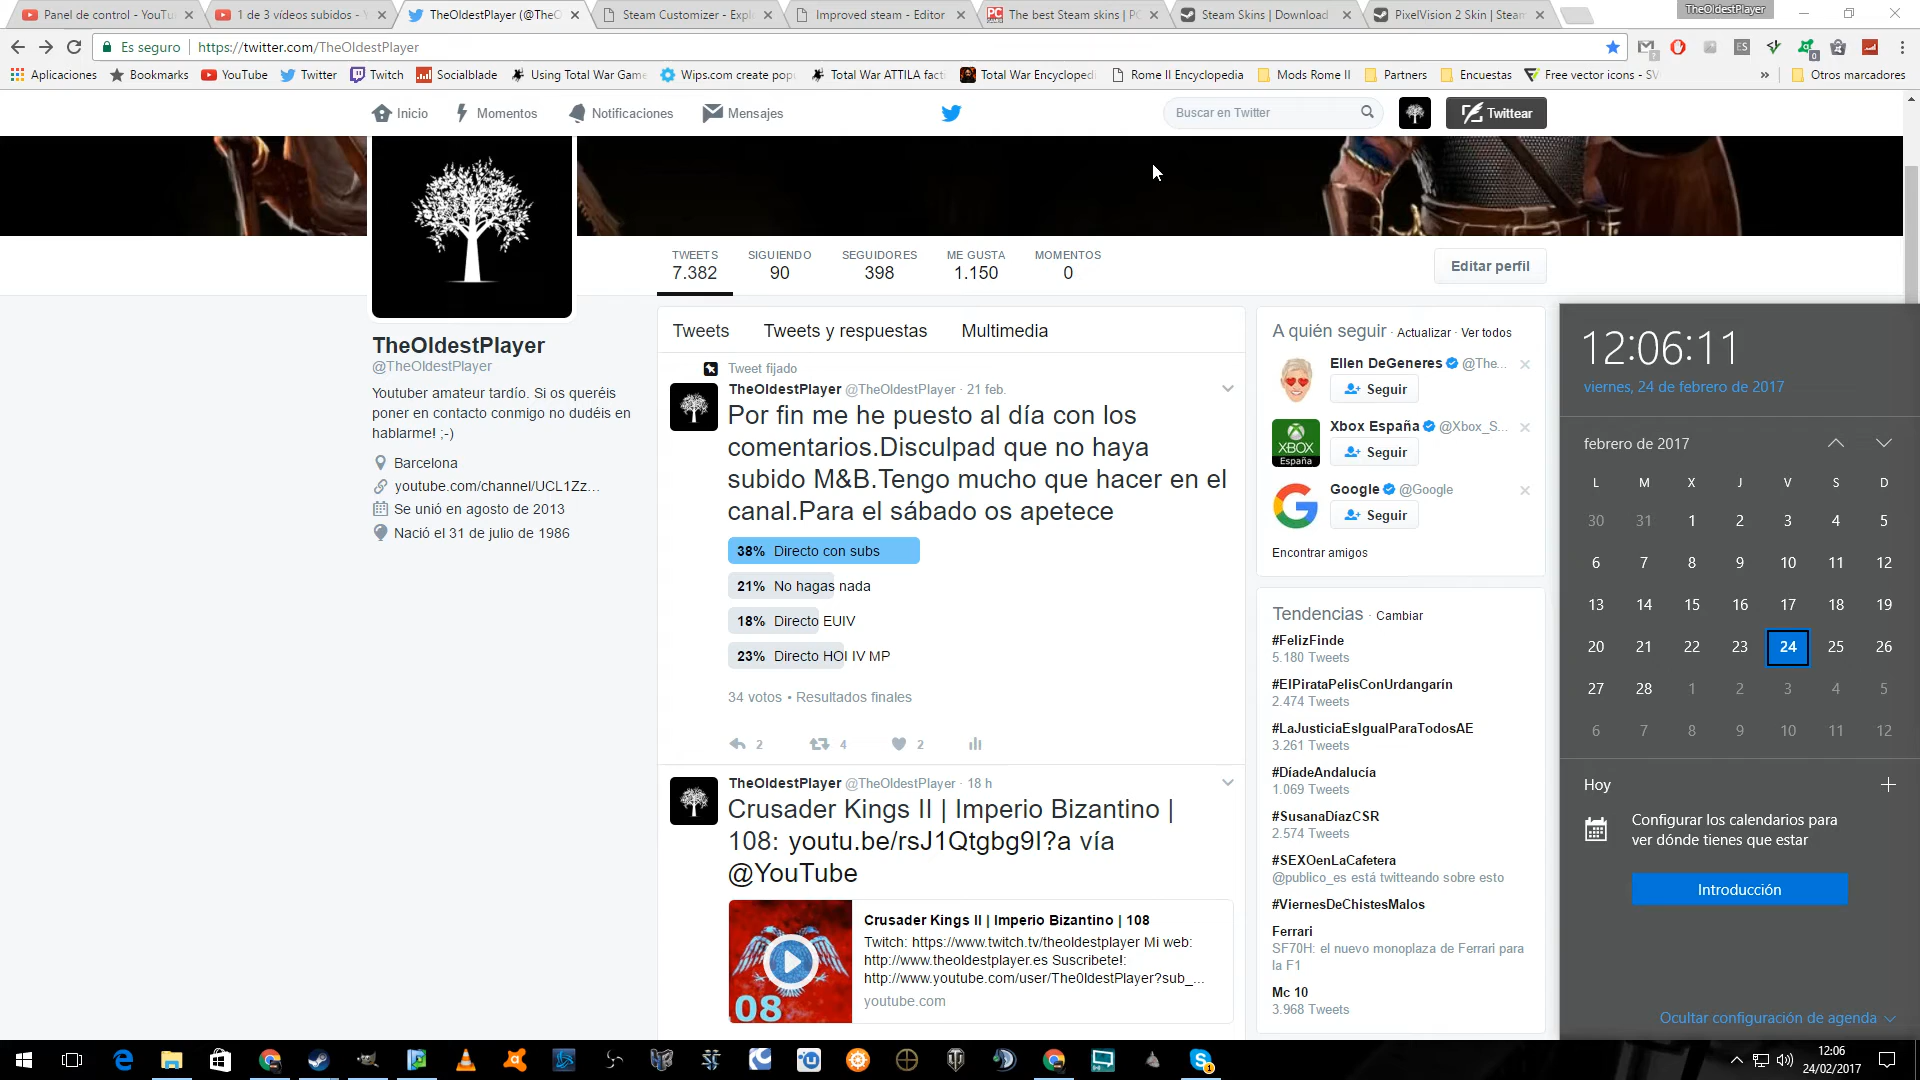 Panel de control - YouTu
1 de 3 vídeos subidos - Y
TheOldestPlayer (@TheO
Steam Customizer - Expl
Improved steam - Editor
The best Steam skins | PC
Steam Skins | Download
PixelVision 2 Skin | Steam
TheOldestPlayer
Es seguro
https://twitter.com/TheOldestPlayer
Aplicaciones
Bookmarks
YouTube
Twitter
Twitch
Socialblade
Using Total War Game
Wips.com create popu
Total War ATTILA facti
Total War Encyclopedi
Rome II Encyclopedia
Mods Rome II
Partners
Encuestas
Free vector icons - SV
Otros marcadores
Inicio
Momentos
Notificaciones
Mensajes
Buscar en Twitter
Twittear
TWEETS
7.382
SIGUIENDO
90
SEGUIDORES
398
ME GUSTA
1.150
MOMENTOS
0
Editar perfil
TheOldestPlayer
@TheOldestPlayer
Youtuber amateur tardío. Si os queréis
poner en contacto conmigo no dudéis en
hablarme! ;-)
Barcelona
youtube.com/channel/UCL1Zz...
Se unió en agosto de 2013
Nació el 31 de julio de 1986
Tweets
Tweets y respuestas
Multimedia
Tweet fijado
TheOldestPlayer @TheOldestPlayer · 21 feb.
Por fin me he puesto al día con los
comentarios.Disculpad que no haya
subido M&B.Tengo mucho que hacer en el
canal.Para el sábado os apetece
38% Directo con subs
21% No hagas nada
18% Directo EUIV
23% Directo HOI IV MP
34 votos • Resultados finales
2
4
2
TheOldestPlayer @TheOldestPlayer · 18 h
Crusader Kings II | Imperio Bizantino |
108: youtu.be/rsJ1Qtgbg9I?a vía
@YouTube
08
Crusader Kings II | Imperio Bizantino | 108
Twitch: https://www.twitch.tv/theoldestplayer Mi web:
http://www.theoldestplayer.es Suscribete!:
http://www.youtube.com/user/The0ldestPlayer?sub_...
youtube.com
A quién seguir · Actualizar · Ver todos
Ellen DeGeneres @The...
Seguir
XBOX
España
Xbox España @Xbox_S...
Seguir
Google @Google
Seguir
Encontrar amigos
Tendencias · Cambiar
#FelizFinde
5.180 Tweets
#ElPirataPelisConUrdangarín
2.474 Tweets
#LaJusticiaEsIgualParaTodosAE
3.261 Tweets
#DíadeAndalucía
1.069 Tweets
#SusanaDíazCSR
2.574 Tweets
#SEXOenLaCafetera
@publico_es está twitteando sobre esto
#ViernesDeChistesMalos
Ferrari
SF70H: el nuevo monoplaza de Ferrari para
la F1
Mc 10
3.968 Tweets
12:06:11
viernes, 24 de febrero de 2017
febrero de 2017
L M X J V S D
30 31 1 2 3 4 5
6 7 8 9 10 11 12
13 14 15 16 17 18 19
20 21 22 23 24 25 26
27 28 1 2 3 4 5
6 7 8 9 10 11 12
Hoy
Configurar los calendarios para
ver dónde tienes que estar
Introducción
Ocultar configuración de agenda
12:06
24/02/2017